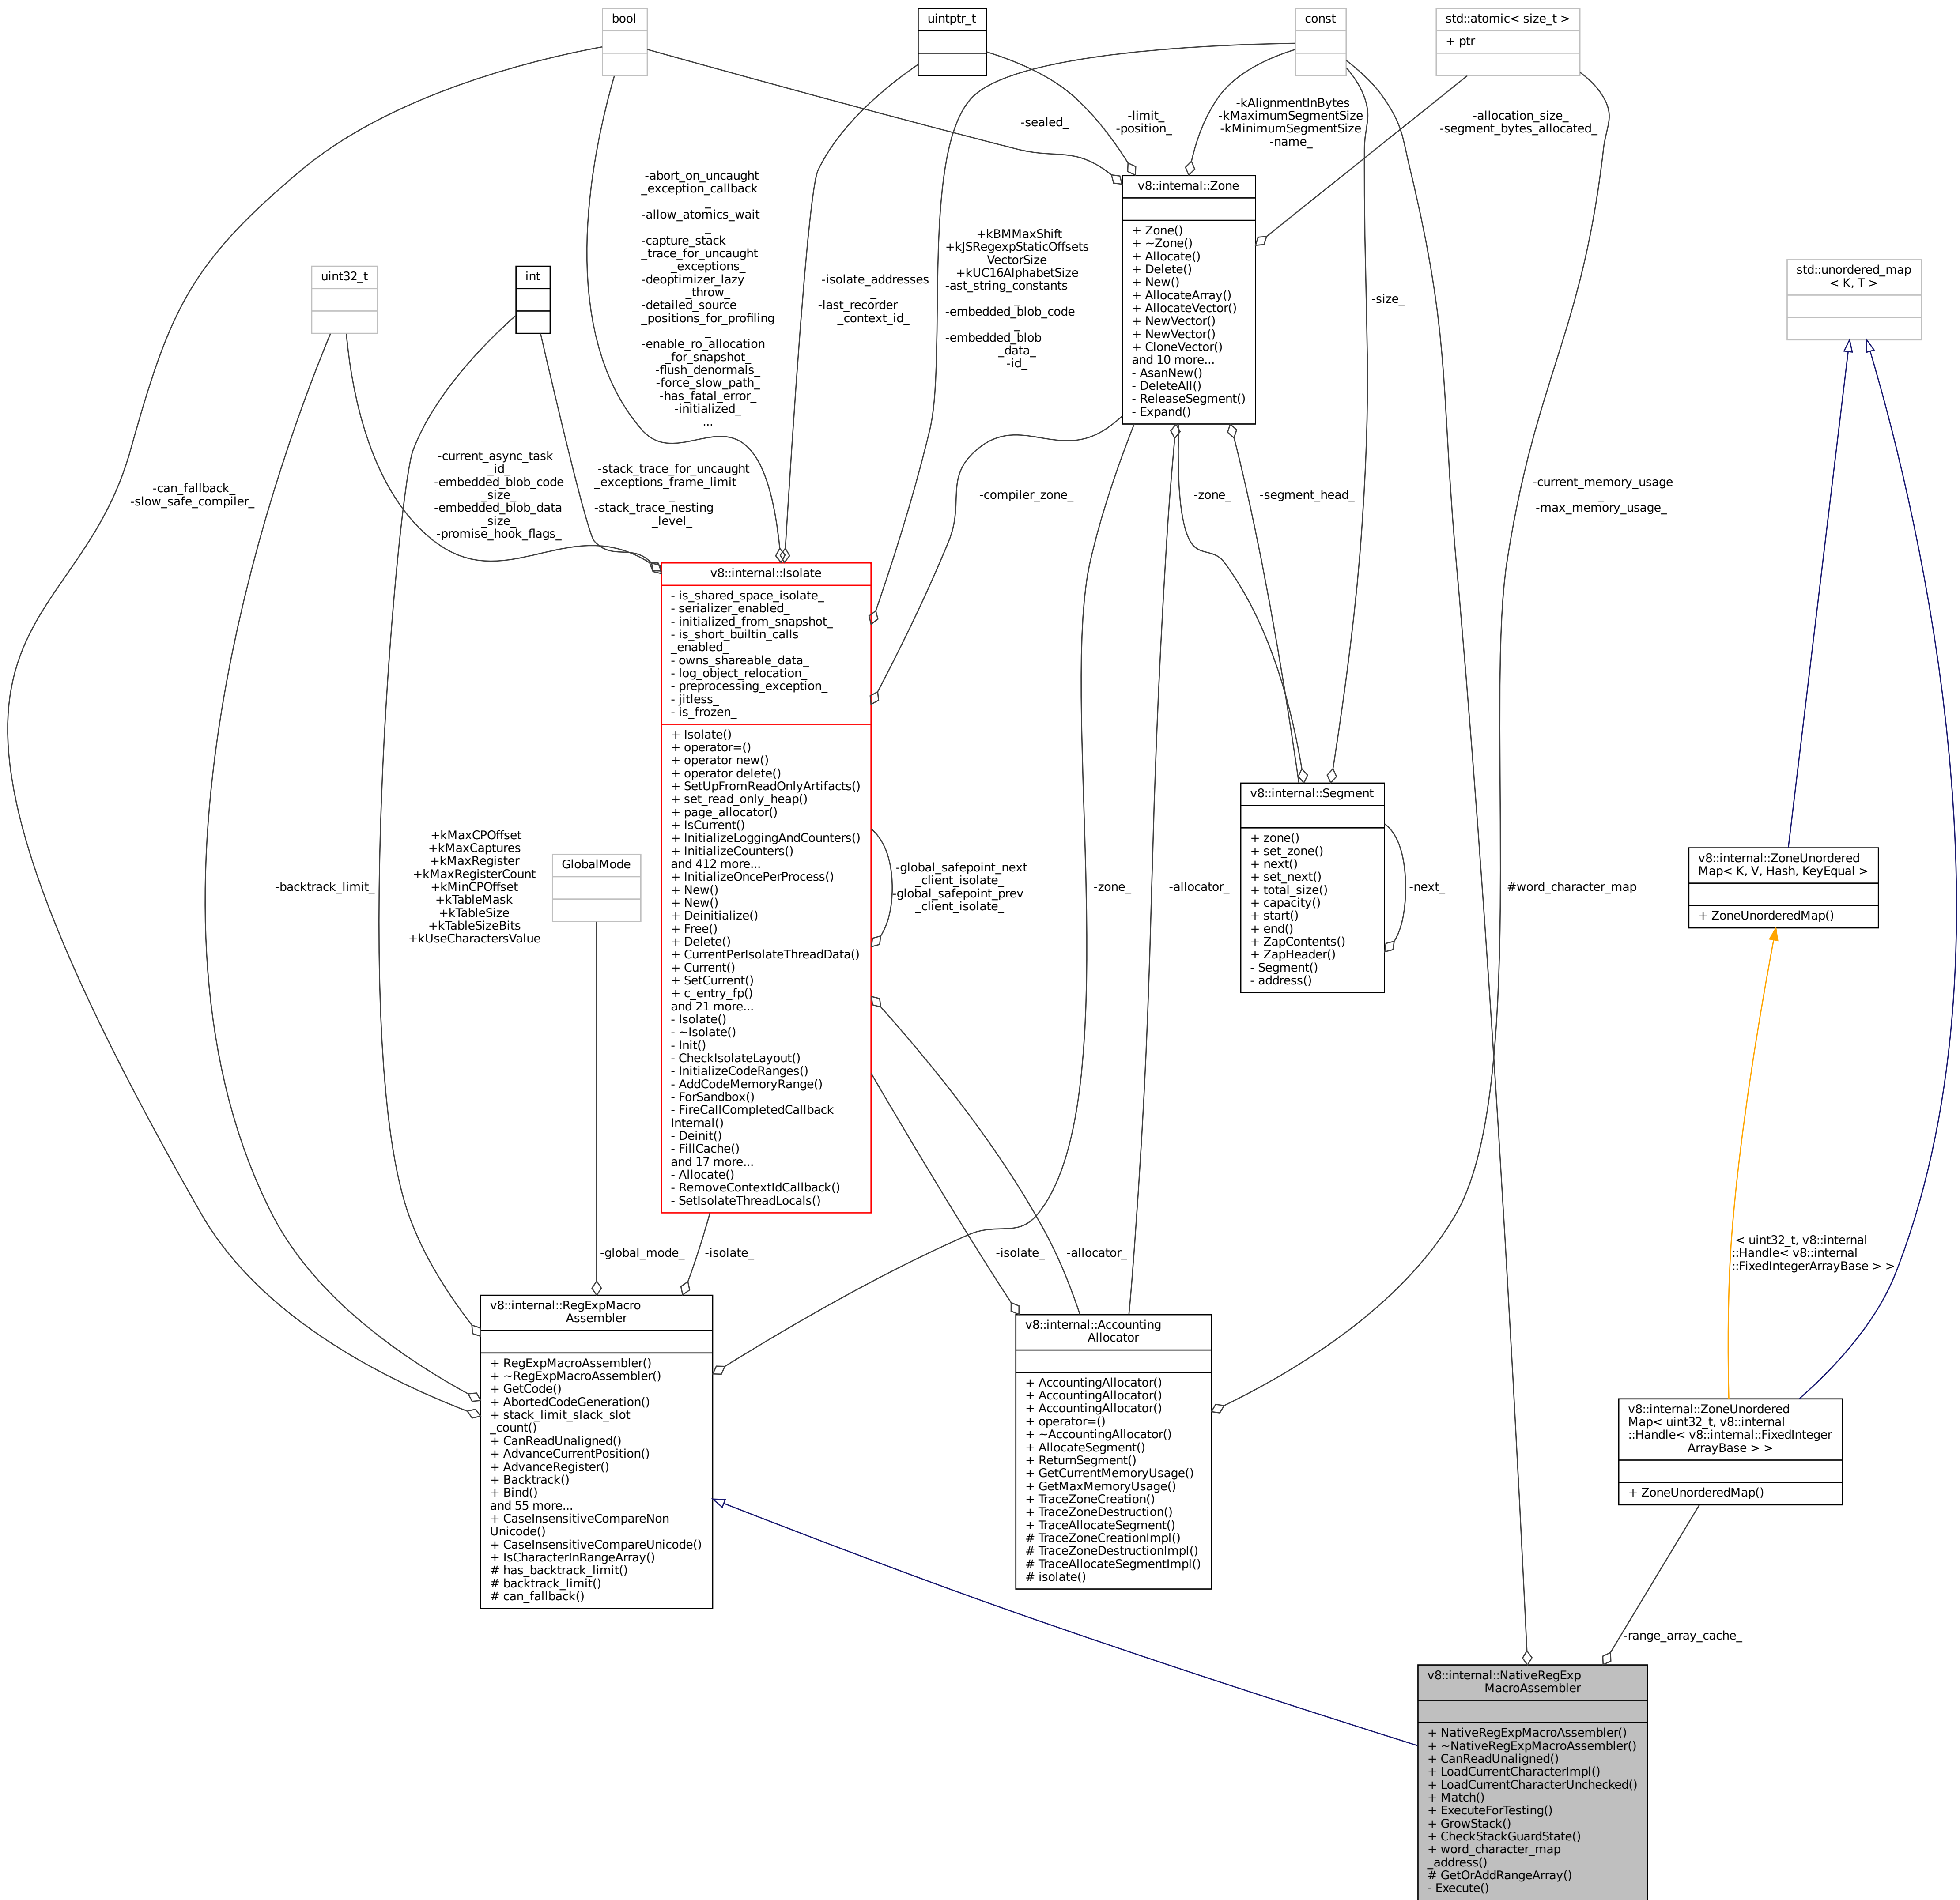 bool
uintptr_t
const
std::atomic< size_t >
+ ptr
-sealed_
-limit_
-position_
-kAlignmentInBytes
-kMaximumSegmentSize
-kMinimumSegmentSize
-name_
-allocation_size_
-segment_bytes_allocated_
v8::internal::Zone
+ Zone()
+ ~Zone()
+ Allocate()
+ Delete()
+ New()
+ AllocateArray()
+ AllocateVector()
+ NewVector()
+ NewVector()
+ CloneVector()
and 10 more...
- AsanNew()
- DeleteAll()
- ReleaseSegment()
- Expand()
-abort_on_uncaught
_exception_callback
_
-allow_atomics_wait
_
-capture_stack
_trace_for_uncaught
_exceptions_
-deoptimizer_lazy
_throw_
-detailed_source
_positions_for_profiling
_
-enable_ro_allocation
_for_snapshot_
-flush_denormals_
-force_slow_path_
-has_fatal_error_
-initialized_
...
-isolate_addresses
_
-last_recorder
_context_id_
+kBMMaxShift
+kJSRegexpStaticOffsets
VectorSize
+kUC16AlphabetSize
-ast_string_constants
_
-embedded_blob_code
_
-embedded_blob
_data_
-id_
-size_
uint32_t
int
std::unordered_map
< K, T >
-can_fallback_
-slow_safe_compiler_
-current_async_task
_id_
-embedded_blob_code
_size_
-embedded_blob_data
_size_
-promise_hook_flags_
-stack_trace_for_uncaught
_exceptions_frame_limit
_
-stack_trace_nesting
_level_
-compiler_zone_
-zone_
-segment_head_
-current_memory_usage
_
-max_memory_usage_
v8::internal::Isolate
- is_shared_space_isolate_
- serializer_enabled_
- initialized_from_snapshot_
- is_short_builtin_calls
_enabled_
- owns_shareable_data_
- log_object_relocation_
- preprocessing_exception_
- jitless_
- is_frozen_
+ Isolate()
+ operator=()
+ operator new()
+ operator delete()
+ SetUpFromReadOnlyArtifacts()
+ set_read_only_heap()
+ page_allocator()
+ IsCurrent()
+ InitializeLoggingAndCounters()
+ InitializeCounters()
and 412 more...
+ InitializeOncePerProcess()
+ New()
+ New()
+ Deinitialize()
+ Free()
+ Delete()
+ CurrentPerIsolateThreadData()
+ Current()
+ SetCurrent()
+ c_entry_fp()
and 21 more...
- Isolate()
- ~Isolate()
- Init()
- CheckIsolateLayout()
- InitializeCodeRanges()
- AddCodeMemoryRange()
- ForSandbox()
- FireCallCompletedCallback
Internal()
- Deinit()
- FillCache()
and 17 more...
- Allocate()
- RemoveContextIdCallback()
- SetIsolateThreadLocals()
v8::internal::Segment
+ zone()
+ set_zone()
+ next()
+ set_next()
+ total_size()
+ capacity()
+ start()
+ end()
+ ZapContents()
+ ZapHeader()
- Segment()
- address()
-backtrack_limit_
+kMaxCPOffset
+kMaxCaptures
+kMaxRegister
+kMaxRegisterCount
+kMinCPOffset
+kTableMask
+kTableSize
+kTableSizeBits
+kUseCharactersValue
GlobalMode
-global_safepoint_next
_client_isolate_
-global_safepoint_prev
_client_isolate_
-zone_
-allocator_
-next_
#word_character_map
v8::internal::ZoneUnordered
Map< K, V, Hash, KeyEqual >
+ ZoneUnorderedMap()
-global_mode_
-isolate_
-isolate_
-allocator_
< uint32_t, v8::internal
::Handle< v8::internal
::FixedIntegerArrayBase > >
v8::internal::RegExpMacro
Assembler
+ RegExpMacroAssembler()
+ ~RegExpMacroAssembler()
+ GetCode()
+ AbortedCodeGeneration()
+ stack_limit_slack_slot
_count()
+ CanReadUnaligned()
+ AdvanceCurrentPosition()
+ AdvanceRegister()
+ Backtrack()
+ Bind()
and 55 more...
+ CaseInsensitiveCompareNon
Unicode()
+ CaseInsensitiveCompareUnicode()
+ IsCharacterInRangeArray()
# has_backtrack_limit()
# backtrack_limit()
# can_fallback()
v8::internal::Accounting
Allocator
+ AccountingAllocator()
+ AccountingAllocator()
+ AccountingAllocator()
+ operator=()
+ ~AccountingAllocator()
+ AllocateSegment()
+ ReturnSegment()
+ GetCurrentMemoryUsage()
+ GetMaxMemoryUsage()
+ TraceZoneCreation()
+ TraceZoneDestruction()
+ TraceAllocateSegment()
# TraceZoneCreationImpl()
# TraceZoneDestructionImpl()
# TraceAllocateSegmentImpl()
# isolate()
v8::internal::ZoneUnordered
Map< uint32_t, v8::internal
::Handle< v8::internal::FixedInteger
ArrayBase > >
+ ZoneUnorderedMap()
-range_array_cache_
v8::internal::NativeRegExp
MacroAssembler
+ NativeRegExpMacroAssembler()
+ ~NativeRegExpMacroAssembler()
+ CanReadUnaligned()
+ LoadCurrentCharacterImpl()
+ LoadCurrentCharacterUnchecked()
+ Match()
+ ExecuteForTesting()
+ GrowStack()
+ CheckStackGuardState()
+ word_character_map
_address()
# GetOrAddRangeArray()
- Execute()